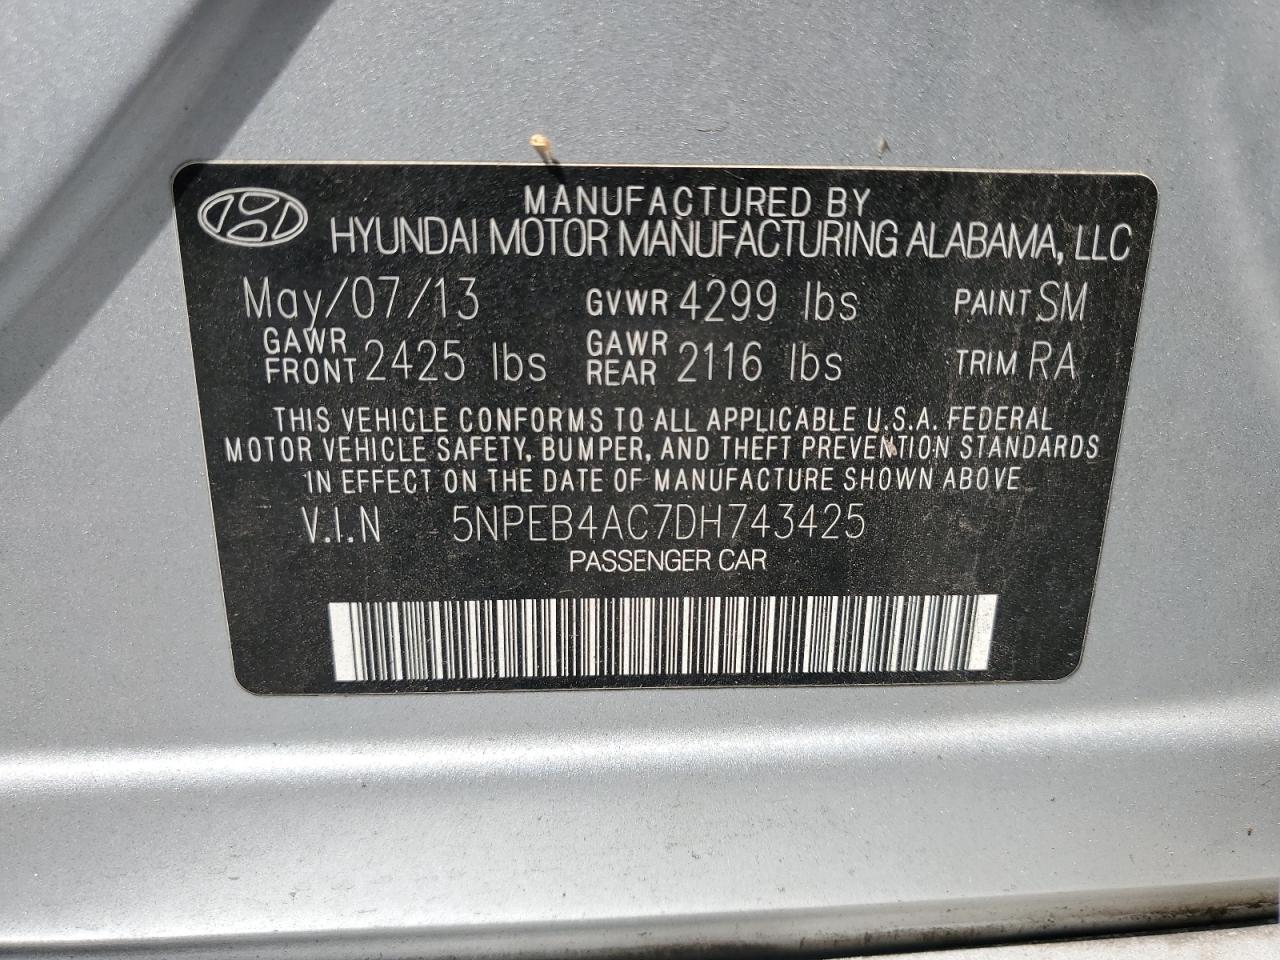 MANUFACTURED BY
HYUNDAI MOTOR MANUFACTURING ALABAMA, LLC
May/07/13 GVWR 4299 lbs PAINT SM
GAWR FRONT 2425 lbs GAWR REAR 2116 lbs TRIM RA
THIS VEHICLE CONFORMS TO ALL APPLICABLE U.S.A. FEDERAL
MOTOR VEHICLE SAFETY, BUMPER, AND THEFT PREVENTION STANDARDS
IN EFFECT ON THE DATE OF MANUFACTURE SHOWN ABOVE
V.I.N 5NPEB4AC7DH743425
PASSENGER CAR